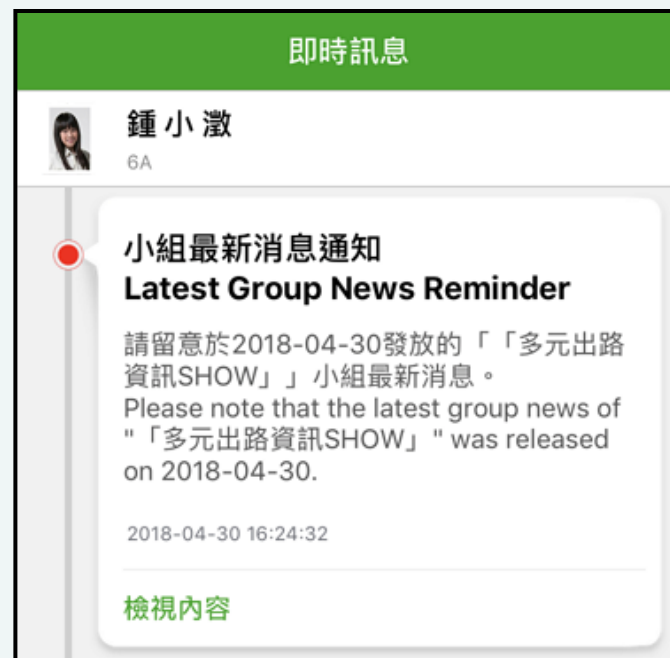 即時訊息
鍾小澂
6A
小組最新消息通知
Latest Group News Reminder
請留意於2018-04-30發放的「「多元出路
資訊SHOW」」小組最新消息。
Please note that the latest group news of
"「多元出路資訊SHOW」" was released
on 2018-04-30.
2018-04-30 16:24:32
檢視內容